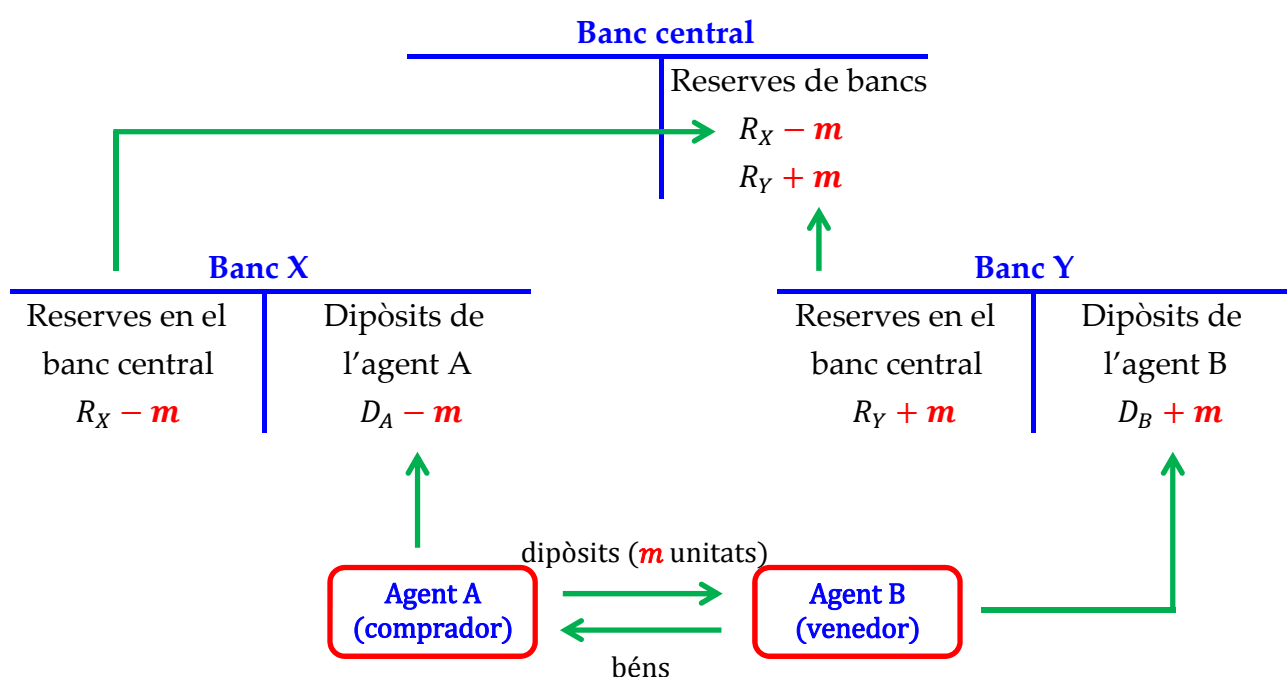 Banc central
Reserves de bancs
R_X − m
R_Y + m
Banc X
Reserves en el
banc central
R_X − m
Dipòsits de
l’agent A
D_A − m
Banc Y
Reserves en el
banc central
R_Y + m
Dipòsits de
l’agent B
D_B + m
dipòsits (m unitats)
Agent A
(comprador)
Agent B
(venedor)
béns